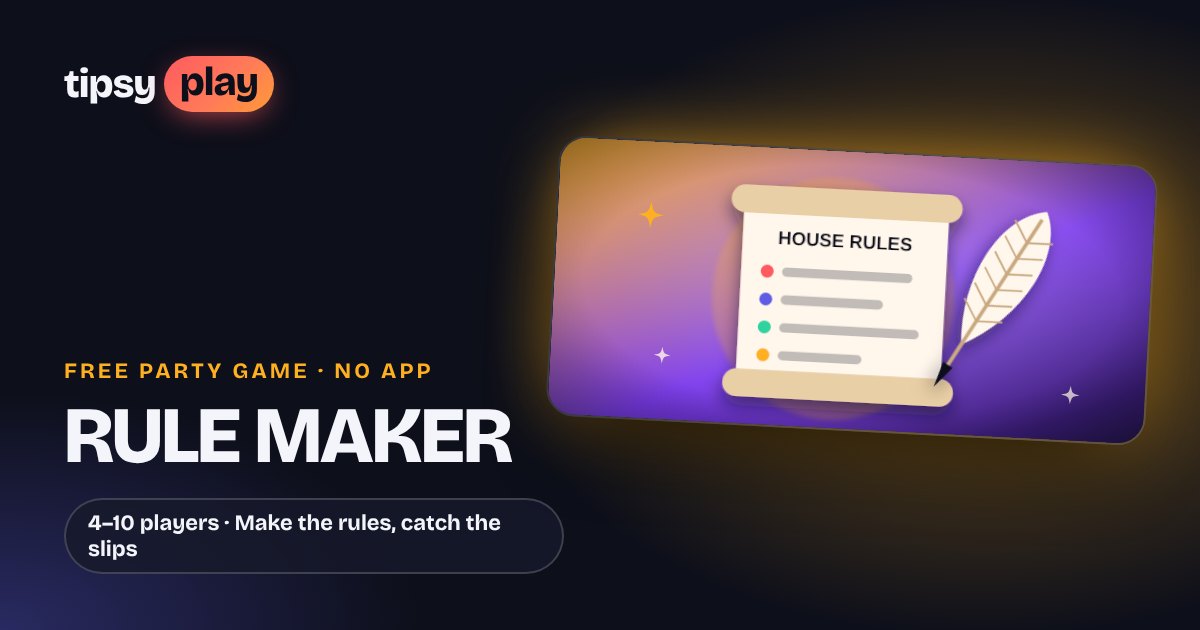 tipsy play
HOUSE RULES
FREE PARTY GAME · NO APP
RULE MAKER
4–10 players · Make the rules, catch the
slips